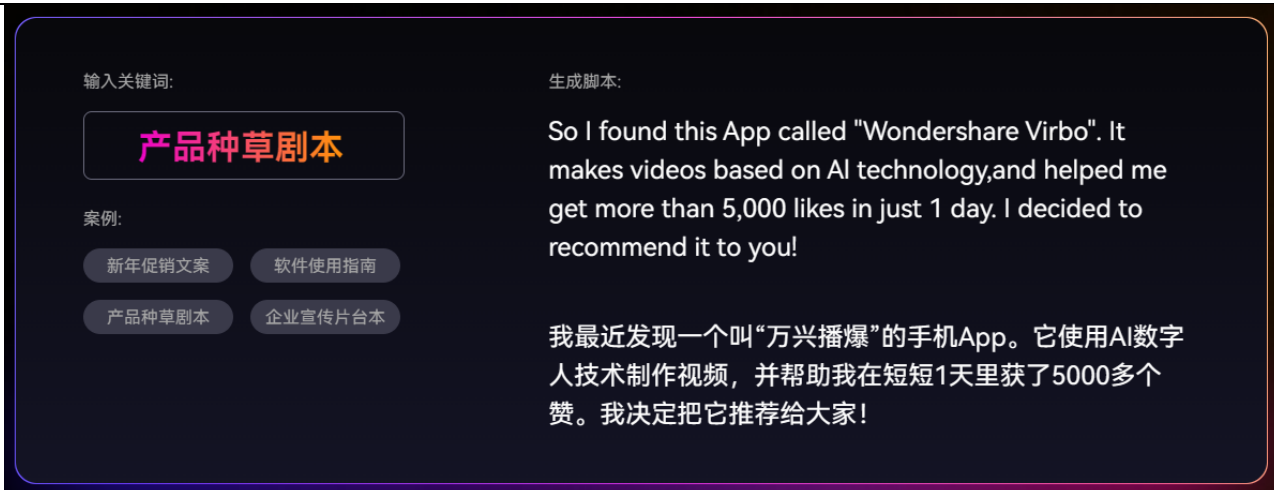 输入关键词:
产品种草剧本
案例:
新年促销文案
软件使用指南
产品种草剧本
企业宣传片台本
生成脚本:
So I found this App called "Wondershare Virbo". It
makes videos based on AI technology,and helped me
get more than 5,000 likes in just 1 day. I decided to
recommend it to you!
我最近发现一个叫“万兴播爆”的手机App。它使用AI数字
人技术制作视频，并帮助我在短短1天里获了5000多个
赞。我决定把它推荐给大家！